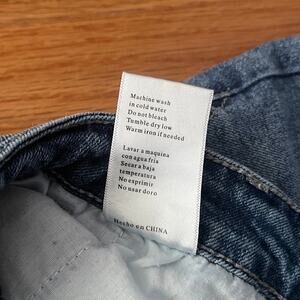 Machine wash
in cold water
Do not bleach
Tumble dry low
Warm iron if needed
Lavar a maquina
con agua fria
Secar a baja
temperatura
No exprimir
No usar doro
Hecho en CHINA